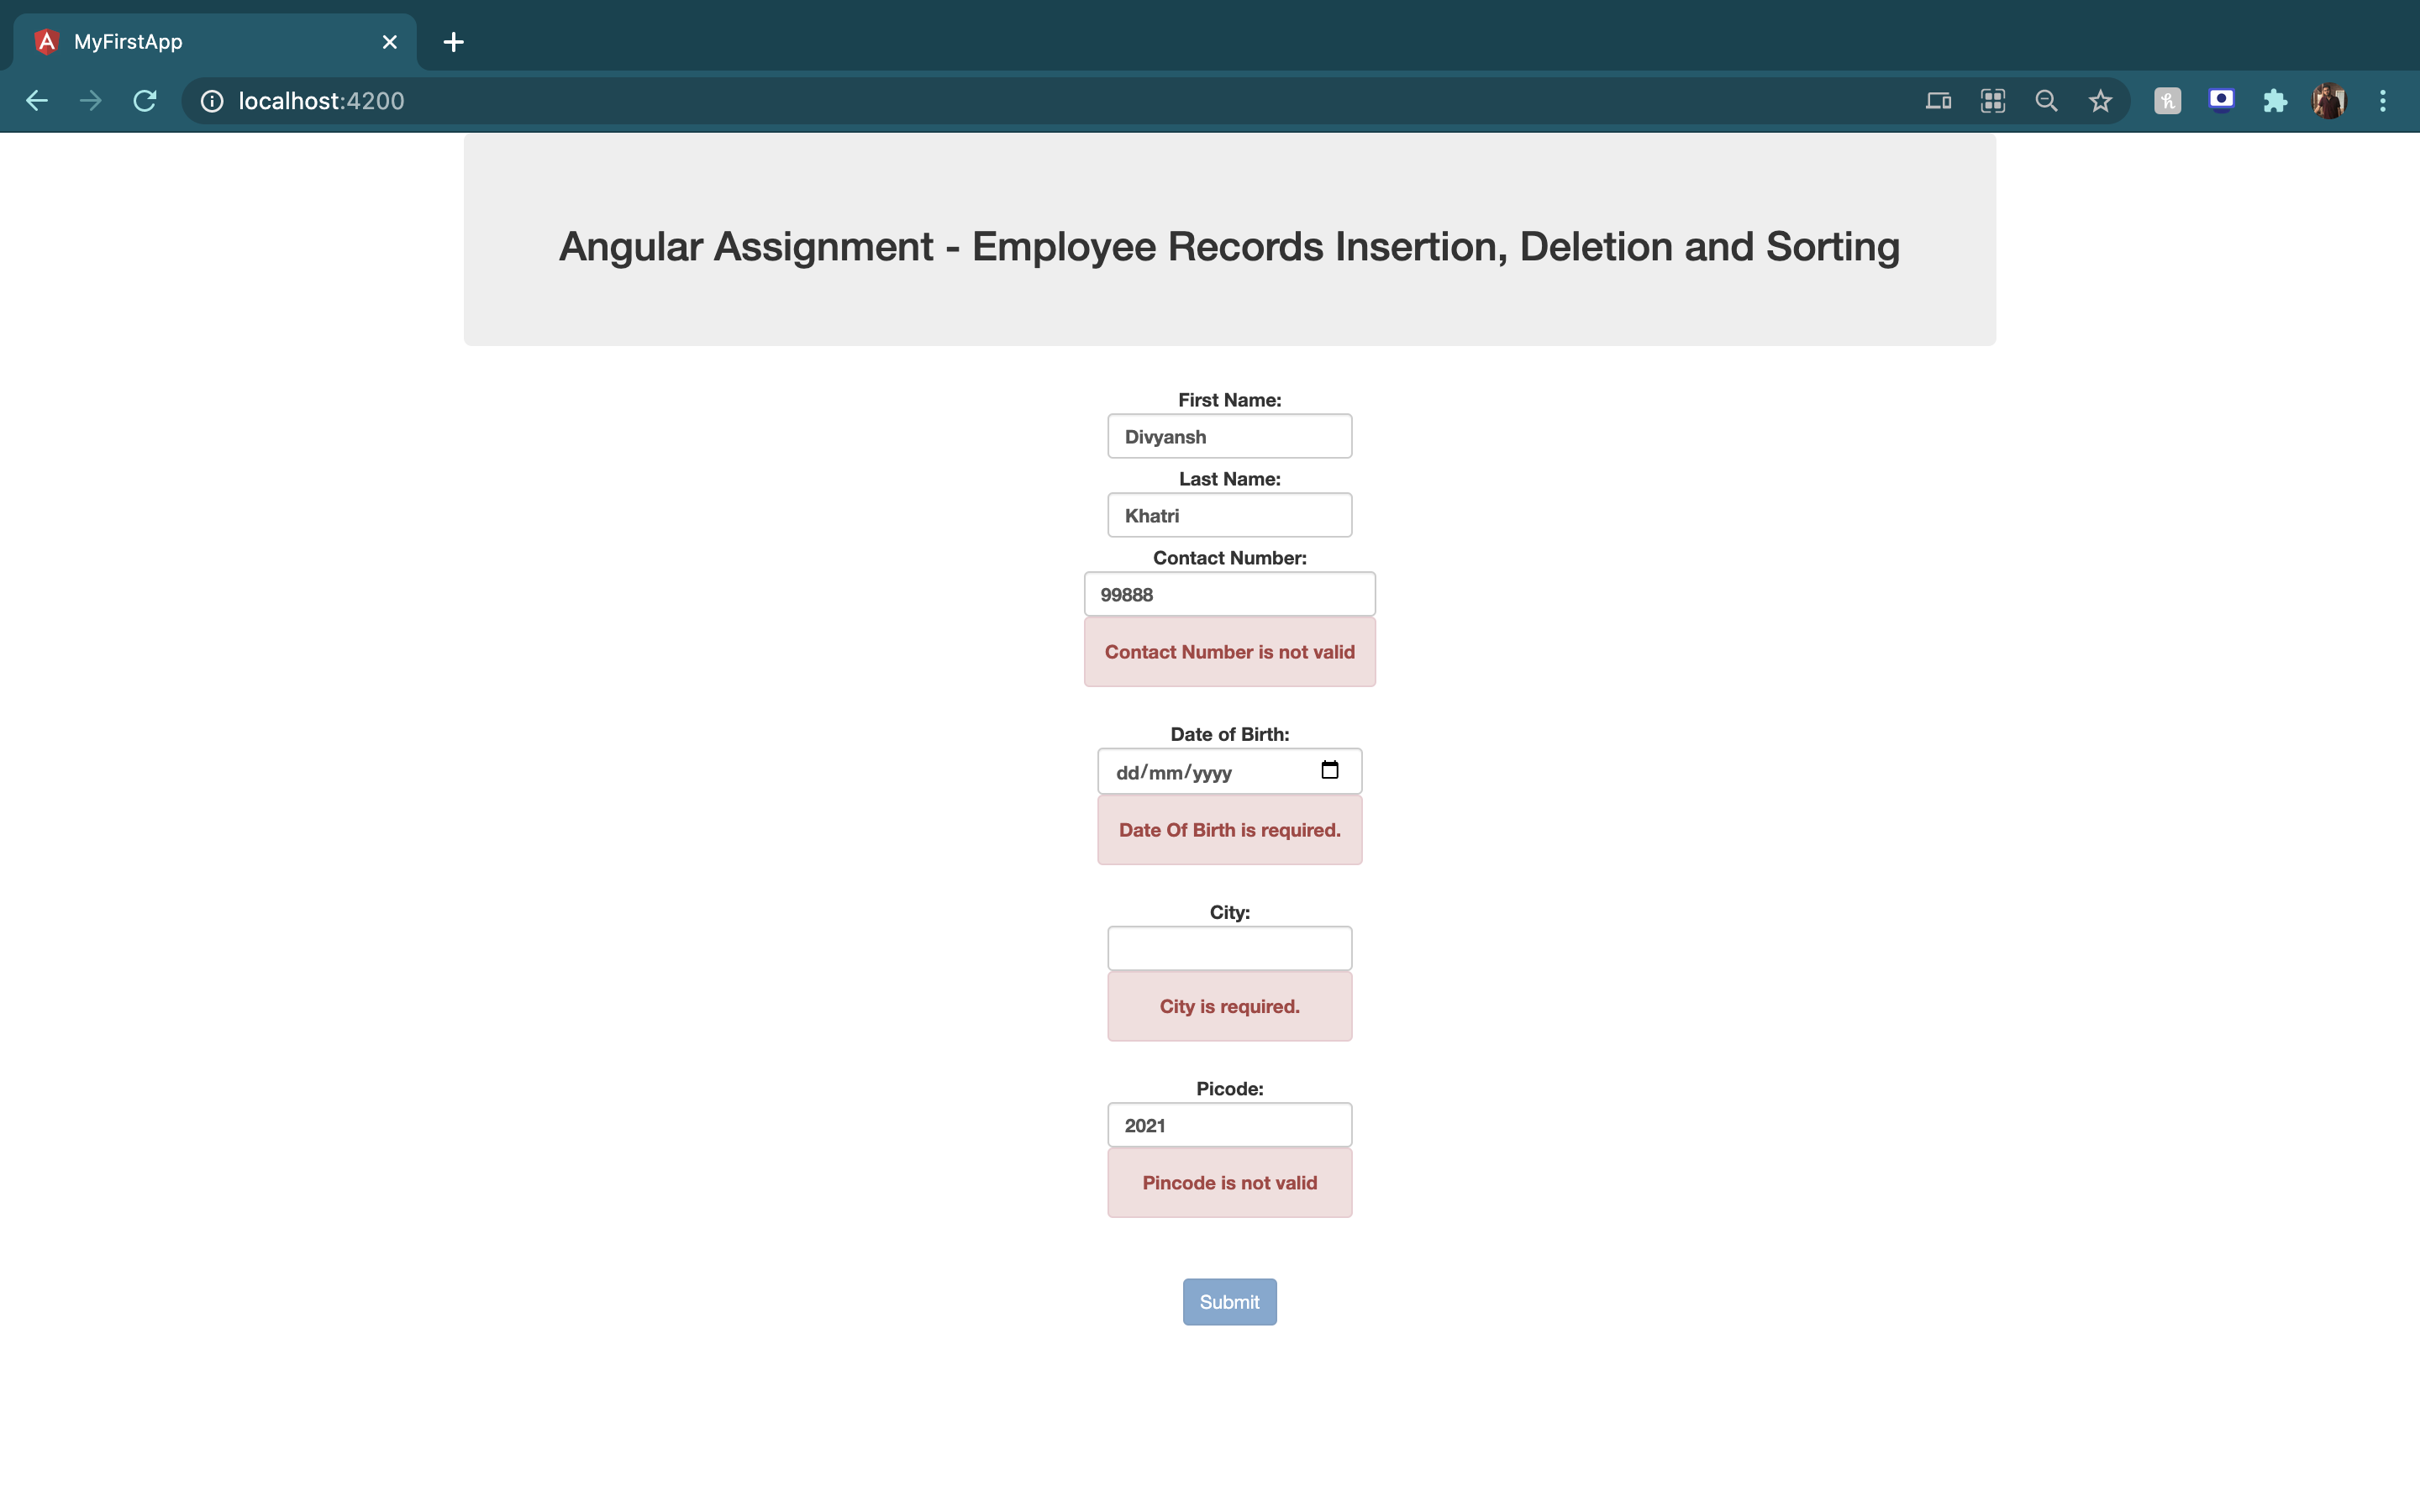 MyFirstApp
localhost:4200
Angular Assignment - Employee Records Insertion, Deletion and Sorting
First Name:
Divyansh
Last Name:
Khatri
Contact Number:
99888
Contact Number is not valid
Date of Birth:
dd/mm/yyyy
Date Of Birth is required.
City:
City is required.
Picode:
2021
Pincode is not valid
Submit